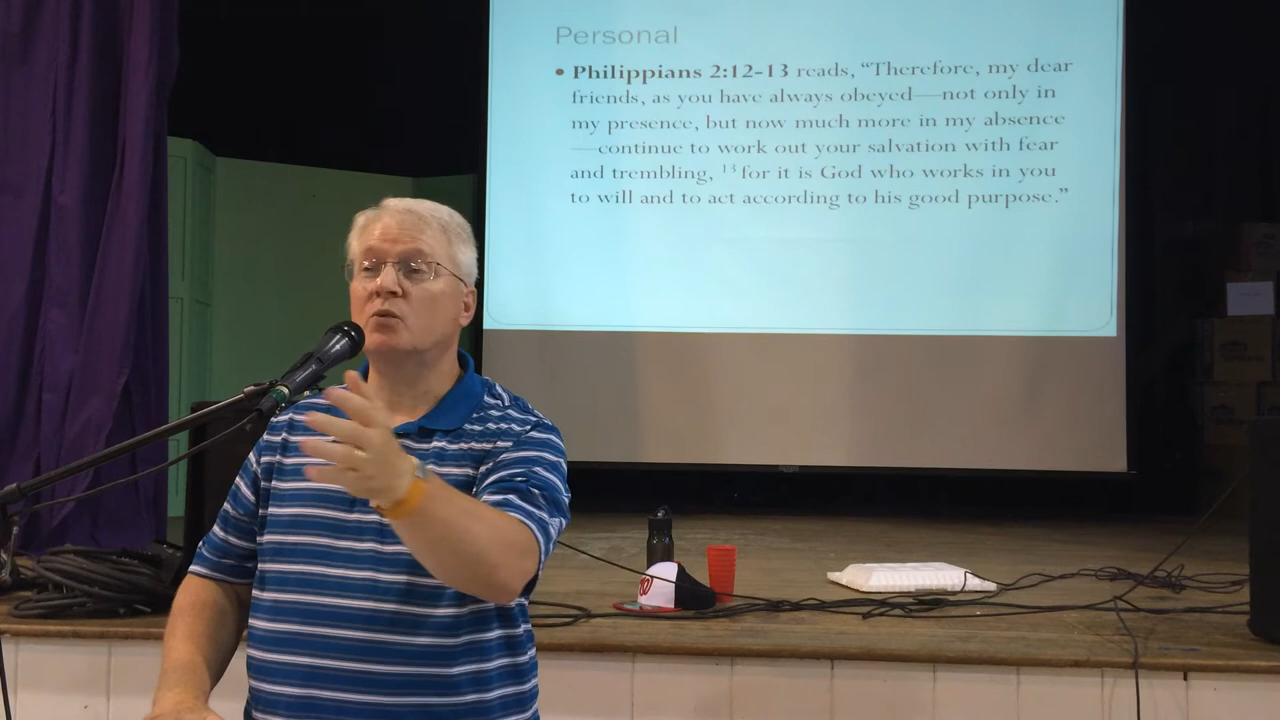 Personal
• Philippians 2:12-13 reads, “Therefore, my dear
friends, as you have always obeyed—not only in
my presence, but now much more in my absence
—continue to work out your salvation with fear
and trembling, ¹³ for it is God who works in you
to will and to act according to his good purpose.”
W